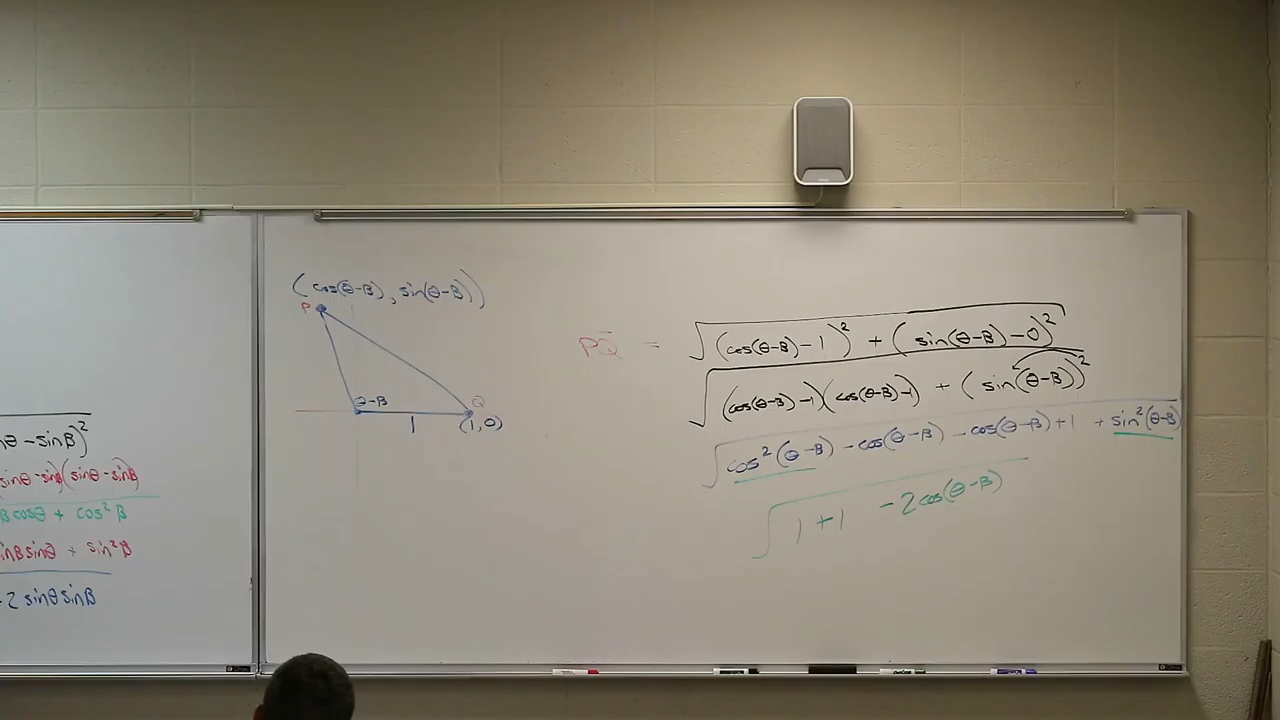 nθ - sinβ)²
sinθ - sinβ)(sinθ - sinβ)
β cosθ + cos²β
inβ sinθ + sin²β
- 2 sinθ sinβ
(cos(θ-β), sin(θ-β))
P
θ-β
Q
1
(1,0)
PQ = √(cos(θ-β)-1)² + (sin(θ-β)-0)²
√(cos(θ-β)-1)(cos(θ-β)-1) + (sin(θ-β))²
√cos²(θ-β) - cos(θ-β) - cos(θ-β) + 1 + sin²(θ-β)
√1+1 - 2cos(θ-β)